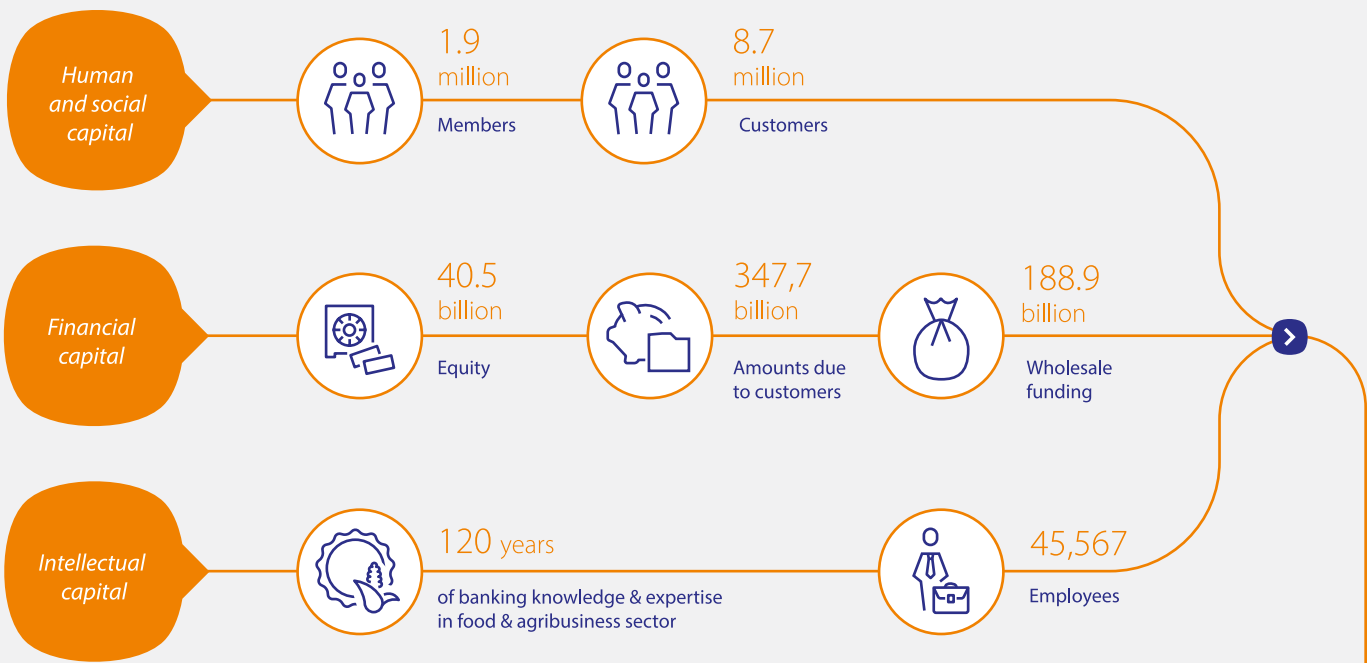 Human
and social
capital
1.9
million
Members
8.7
million
Customers
Financial
capital
40.5
billion
Equity
347,7
billion
Amounts due
to customers
188.9
billion
Wholesale
funding
Intellectual
capital
120 years
of banking knowledge & expertise
in food & agribusiness sector
45,567
Employees